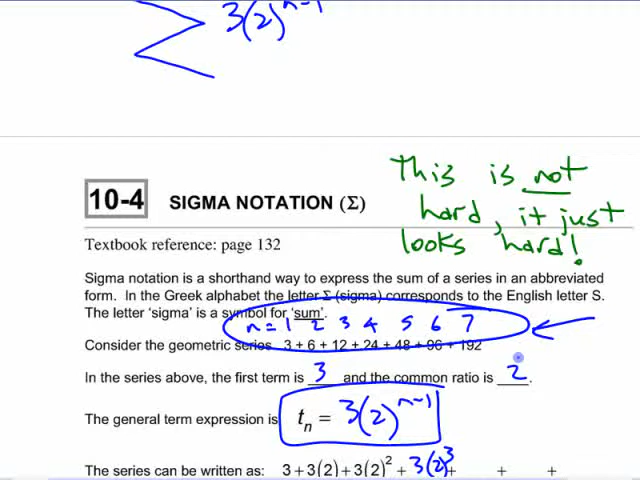 3(2)^{n-1}
This is not
hard, it just
looks hard!
10-4 SIGMA NOTATION (Σ)
Textbook reference: page 132
Sigma notation is a shorthand way to express the sum of a series in an abbreviated
form. In the Greek alphabet the letter Σ (sigma) corresponds to the English letter S.
The letter 'sigma' is a symbol for 'sum'.
n = 1 2 3 4 5 6 7
Consider the geometric series 3 + 6 + 12 + 24 + 48 + 96 + 192
In the series above, the first term is 3 and the common ratio is 2.
The general term expression is t_n = 3(2)^{n-1}
The series can be written as: 3 + 3(2) + 3(2)^2 + 3(2)^3 + + +